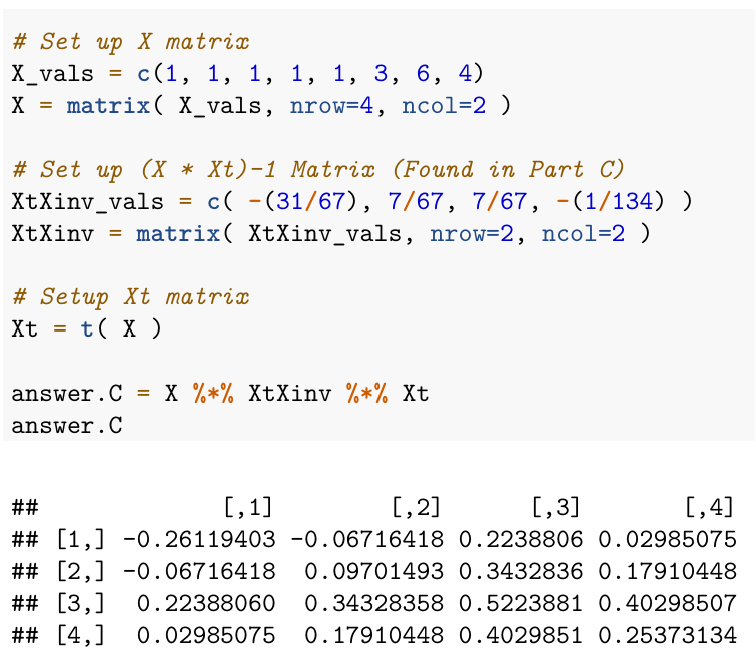 # Set up X matrix
X_vals = c(1, 1, 1, 1, 1, 3, 6, 4)
X = matrix( X_vals, nrow=4, ncol=2 )
# Set up (X * Xt)-1 Matrix (Found in Part C)
XtXinv_vals = c( -(31/67), 7/67, 7/67, -(1/134) )
XtXinv = matrix( XtXinv_vals, nrow=2, ncol=2 )
# Setup Xt matrix
Xt = t( X )
answer.C = X %*% XtXinv %*% Xt
answer.C
## [,1] [,2] [,3] [,4]
## [1,] -0.26119403 -0.06716418 0.2238806 0.02985075
## [2,] -0.06716418 0.09701493 0.3432836 0.17910448
## [3,] 0.22388060 0.34328358 0.5223881 0.40298507
## [4,] 0.02985075 0.17910448 0.4029851 0.25373134